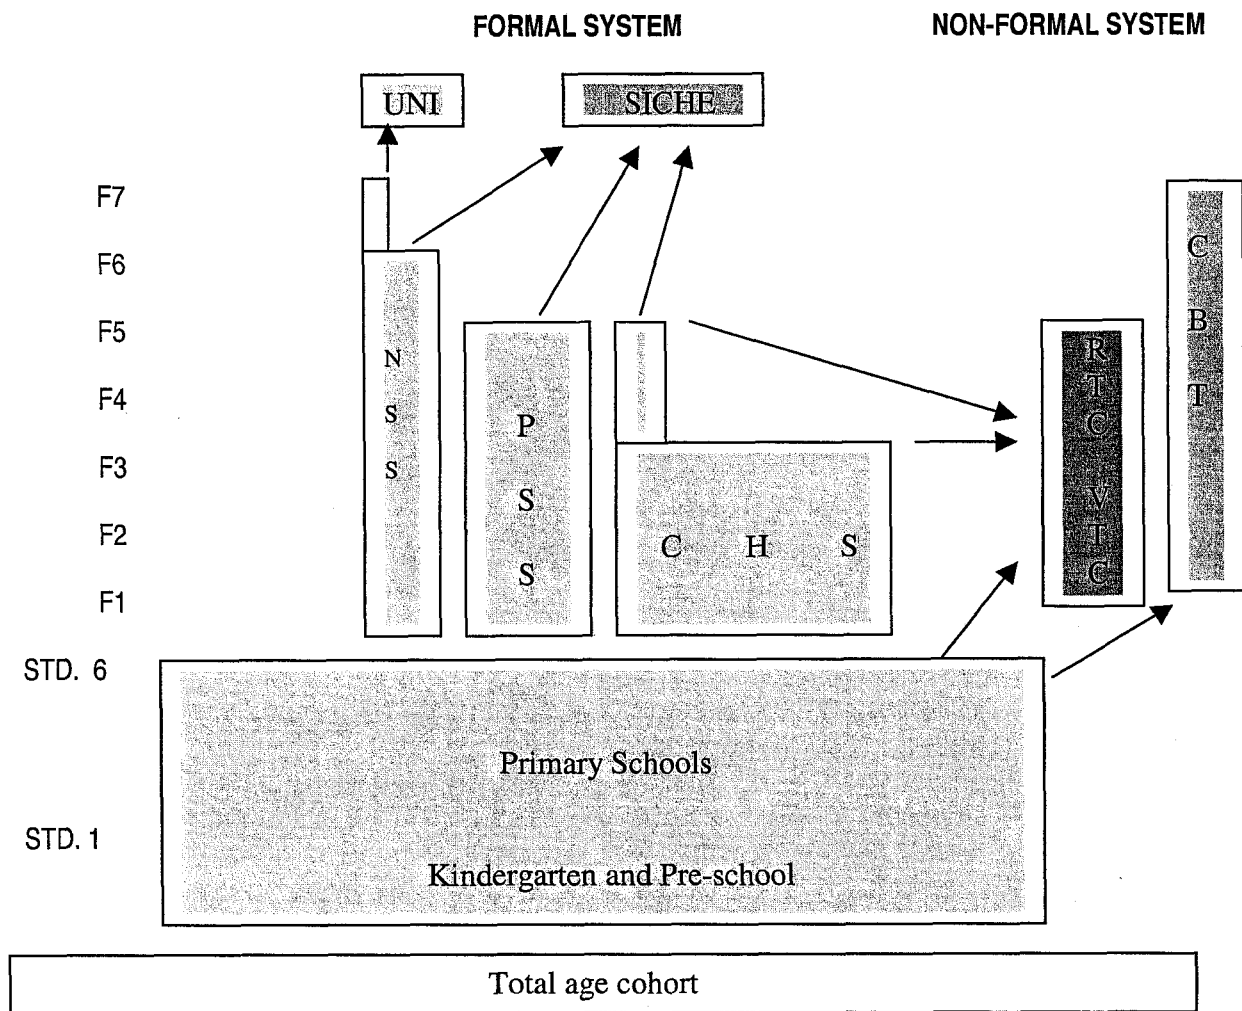 FORMAL SYSTEM
NON-FORMAL SYSTEM
UNI
SICHE
F7
F6
F5
F4
F3
F2
F1
N S S
P S S
C H S
R T C V T C
C B T
STD. 6
Primary Schools
STD. 1
Kindergarten and Pre-school
Total age cohort